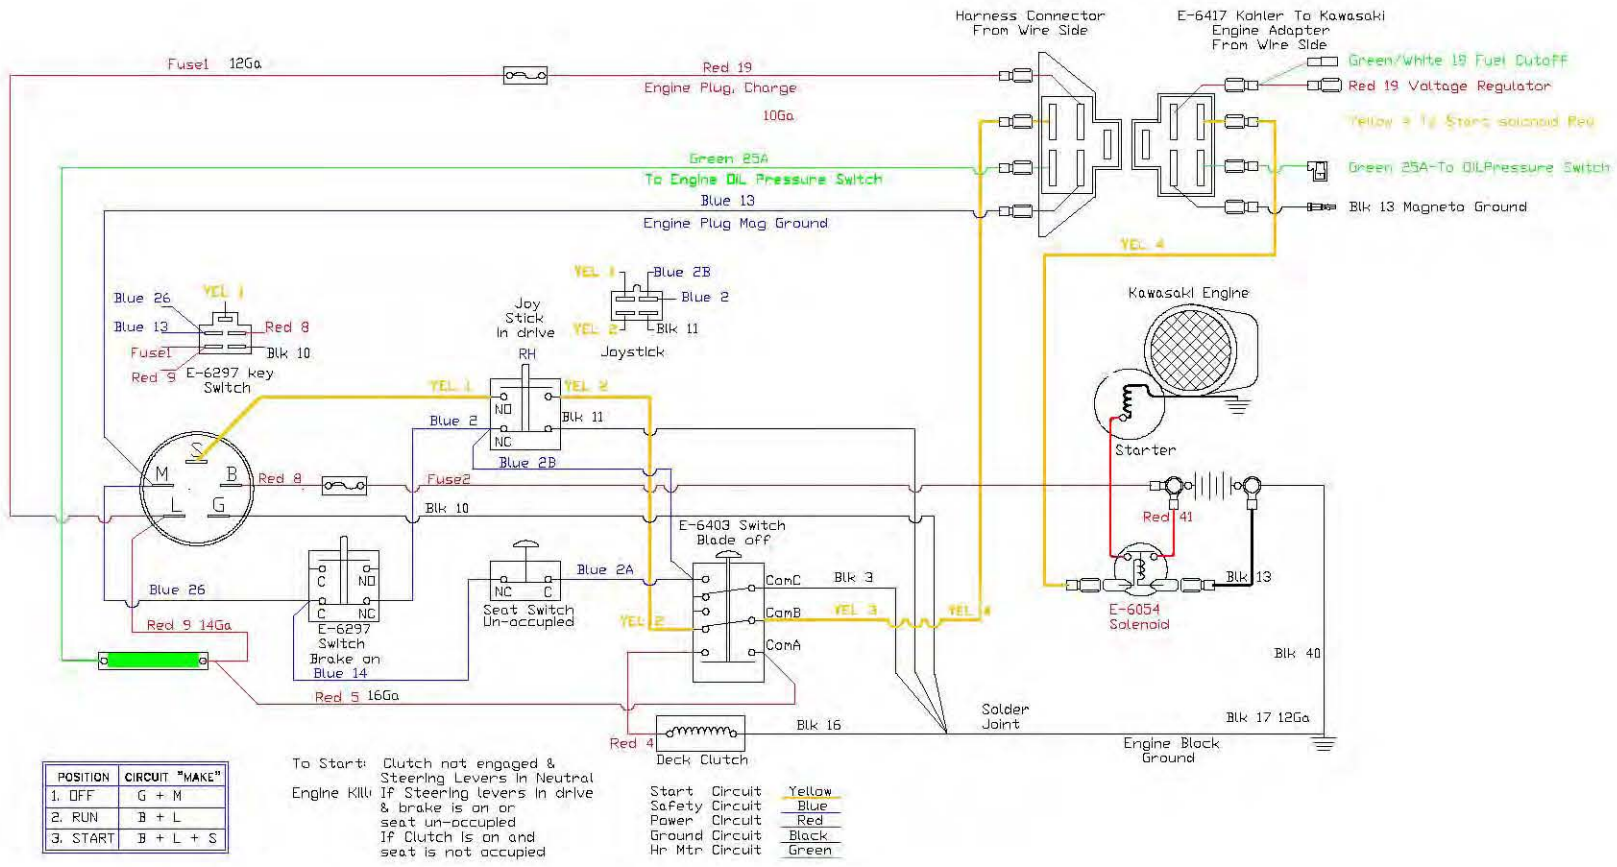 Harness Connector
From Wire Side
E-6417 Kohler To Kawasaki
Engine Adapter
From Wire Side
Fuse1 12Ga
Red 19
Engine Plug, Charge
10Ga
Green/White 19 Fuel Cutoff
Red 19 Voltage Regulator
Yellow Start solonoid
Green 25A
To Engine OIL Pressure Switch
Green 25A-To OILPressure Switch
Blue 13
Engine Plug Mag Ground
Blk 13 Magneto Ground
YEL 4
Kawasaki Engine
Starter
YEL 1
Blue 26
Blue 13
Fuse1
Red 9
Red 8
Blk 10
E-6297 key
Switch
Joy
Stick
In drive
RH
YEL 1
Blue 2B
Blue 2
YEL 2
Blk 11
Joystick
YEL 1
YEL 2
NO
Blue 2
Blk 11
NC
Blue 2B
S
M
B
L
G
Red 8
Fuse2
Blk 10
Red 41
E-6403 Switch
Blade off
Blue 26
C
NO
C
NC
E-6297
Switch
Brake on
Blue 14
NC
C
Seat Switch
Un-accupied
Blue 2A
YEL 2
ComC
ComB
ComA
Blk 3
YEL 3
YEL 4
Blk 13
E-6054
Solenoid
Red 9 14Ga
Red 5 16Ga
Blk 40
Red 4
Deck Clutch
Blk 16
Solder
Joint
Blk 17 12Ga
Engine Block
Ground
POSITION CIRCUIT "MAKE"
1. OFF G + M
2. RUN B + L
3. START B + L + S
To Start: Clutch not engaged &
Steering Levers in Neutral
Engine Kill: If Steering levers in drive
& brake is on or
seat un-occupied
If Clutch is on and
seat is not accupied
Start Circuit Yellow
Safety Circuit Blue
Power Circuit Red
Ground Circuit Black
Hr Mtr Circuit Green